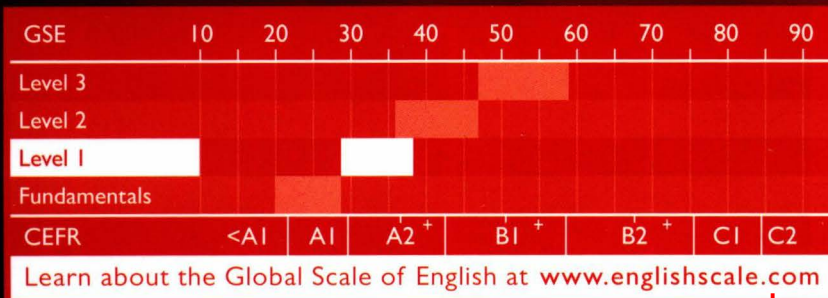 GSE 10 20 30 40 50 60 70 80 90
Level 3
Level 2
Level 1
Fundamentals
CEFR <A1 A1 A2 + B1 + B2 + C1 C2
Learn about the Global Scale of English at www.englishscale.com